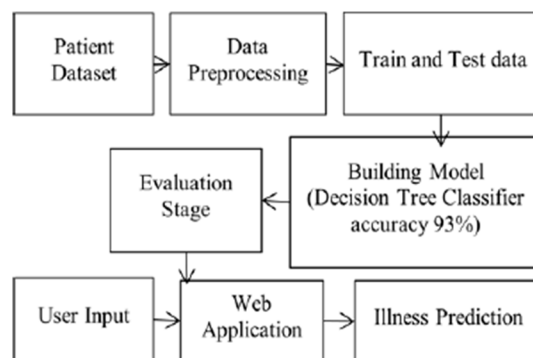 Patient
Dataset
Data
Preprocessing
Train and Test data
Building Model
(Decision Tree Classifier
accuracy 93%)
Evaluation
Stage
User Input
Web
Application
Illness Prediction